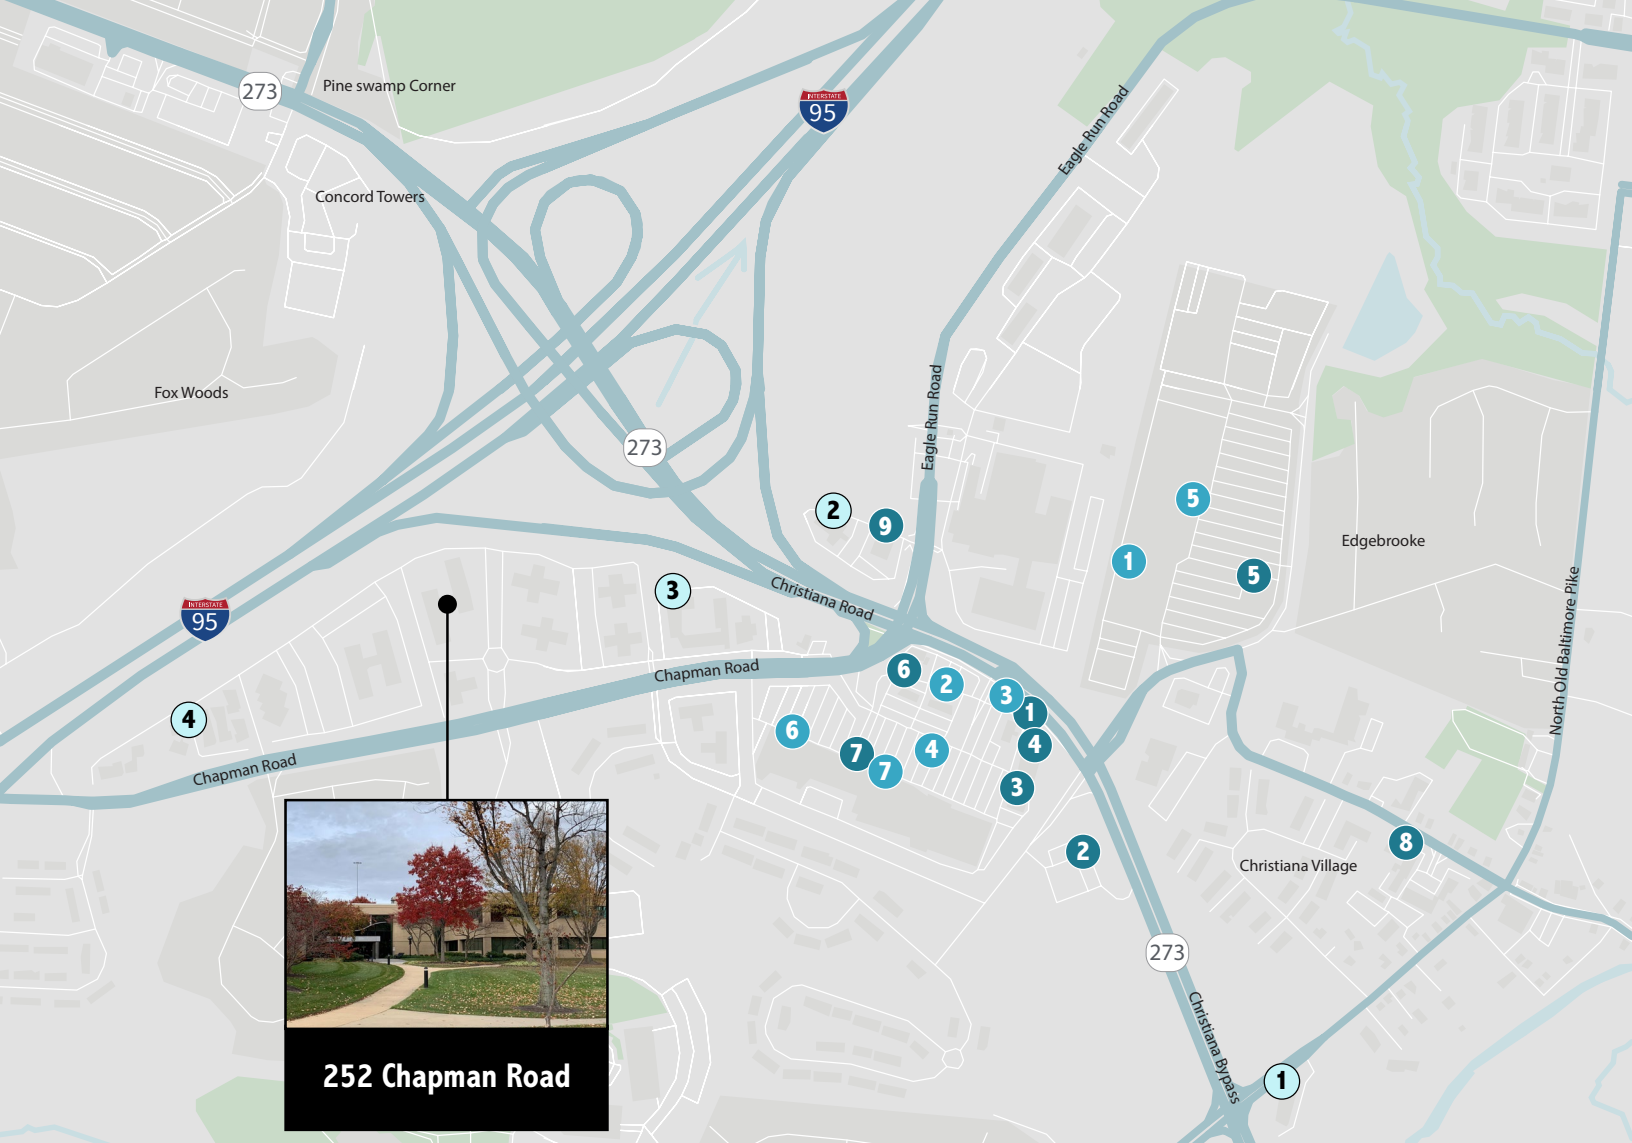 273
Pine swamp Corner
INTERSTATE
95
Eagle Run Road
Concord Towers
Fox Woods
273
Eagle Run Road
2
9
5
1
5
Edgebrooke
3
Christiana Road
INTERSTATE
95
North Old Baltimore Pike
Chapman Road
6
2
3
1
4
6
7
7
4
3
4
Chapman Road
2
8
Christiana Village
273
Christiana Bypass
252 Chapman Road
1